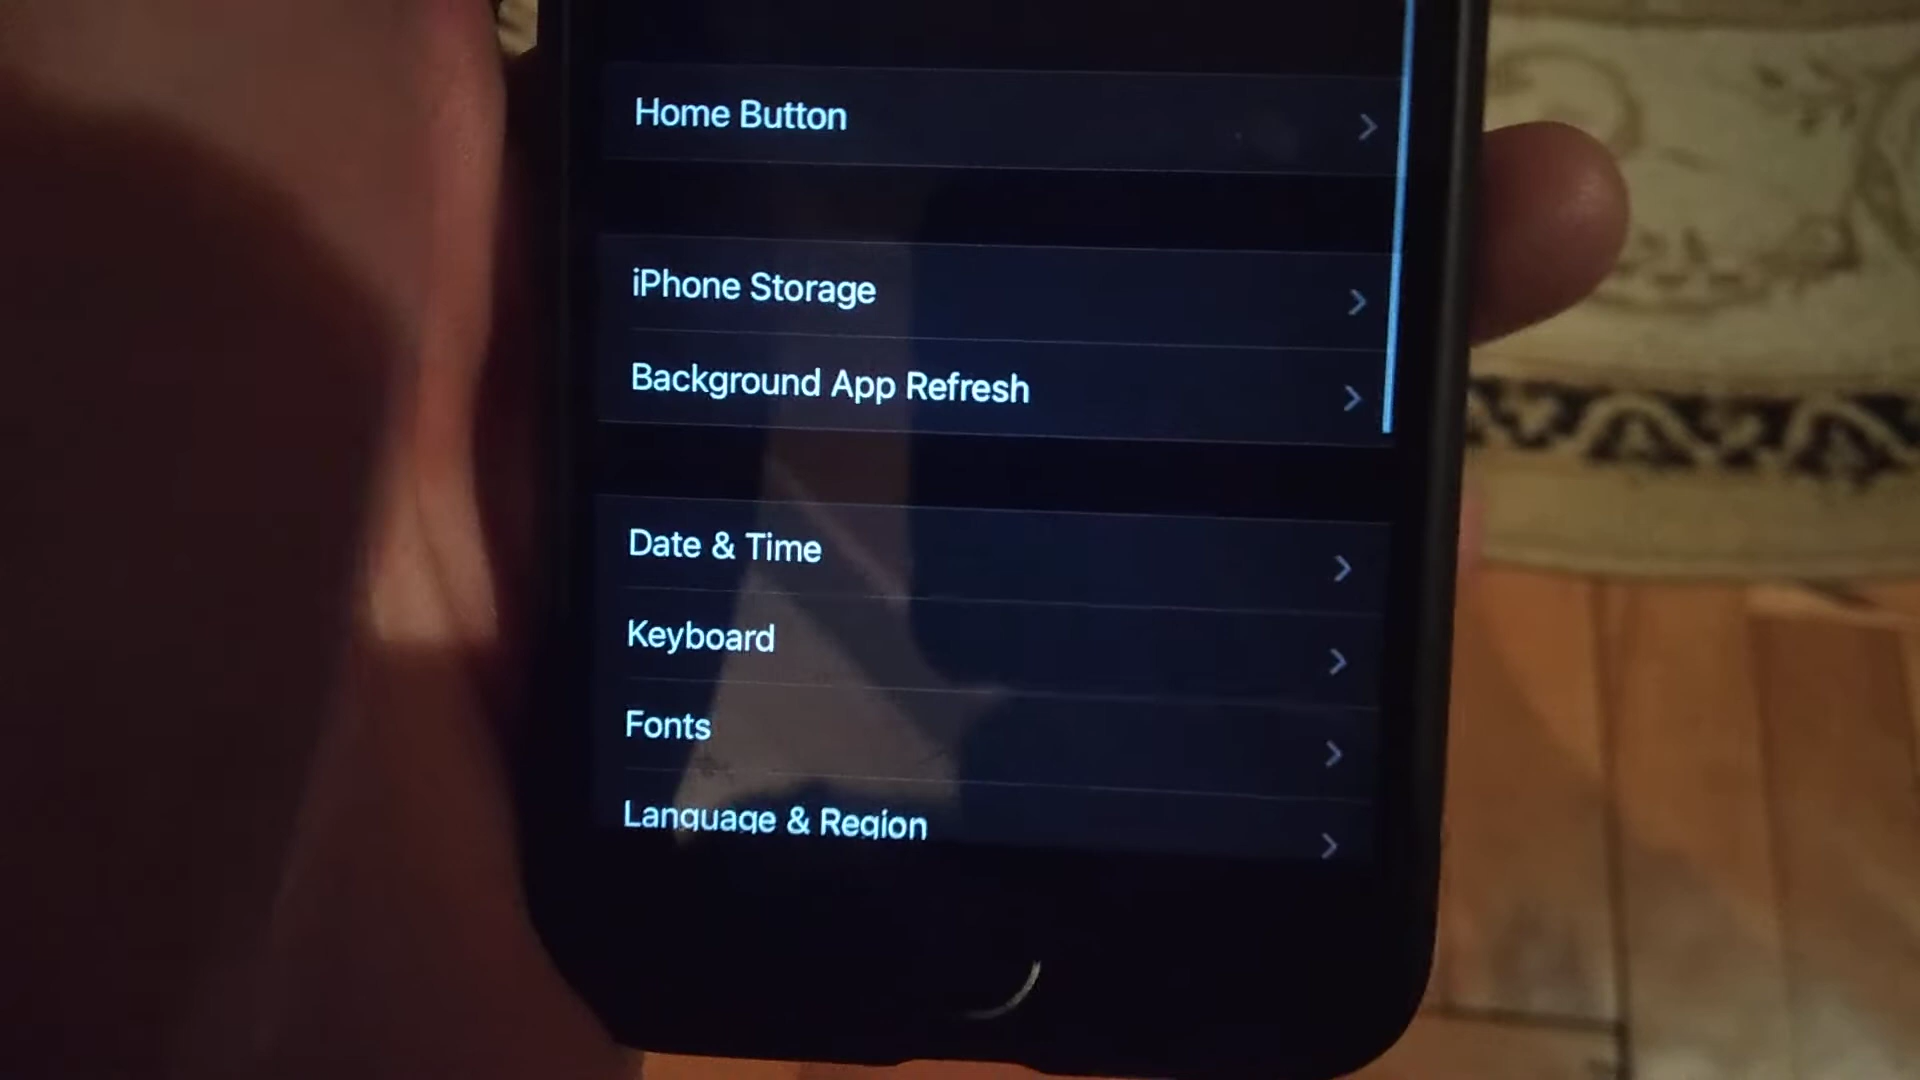 Home Button
iPhone Storage
Background App Refresh
Date & Time
Keyboard
Fonts
Language & Region